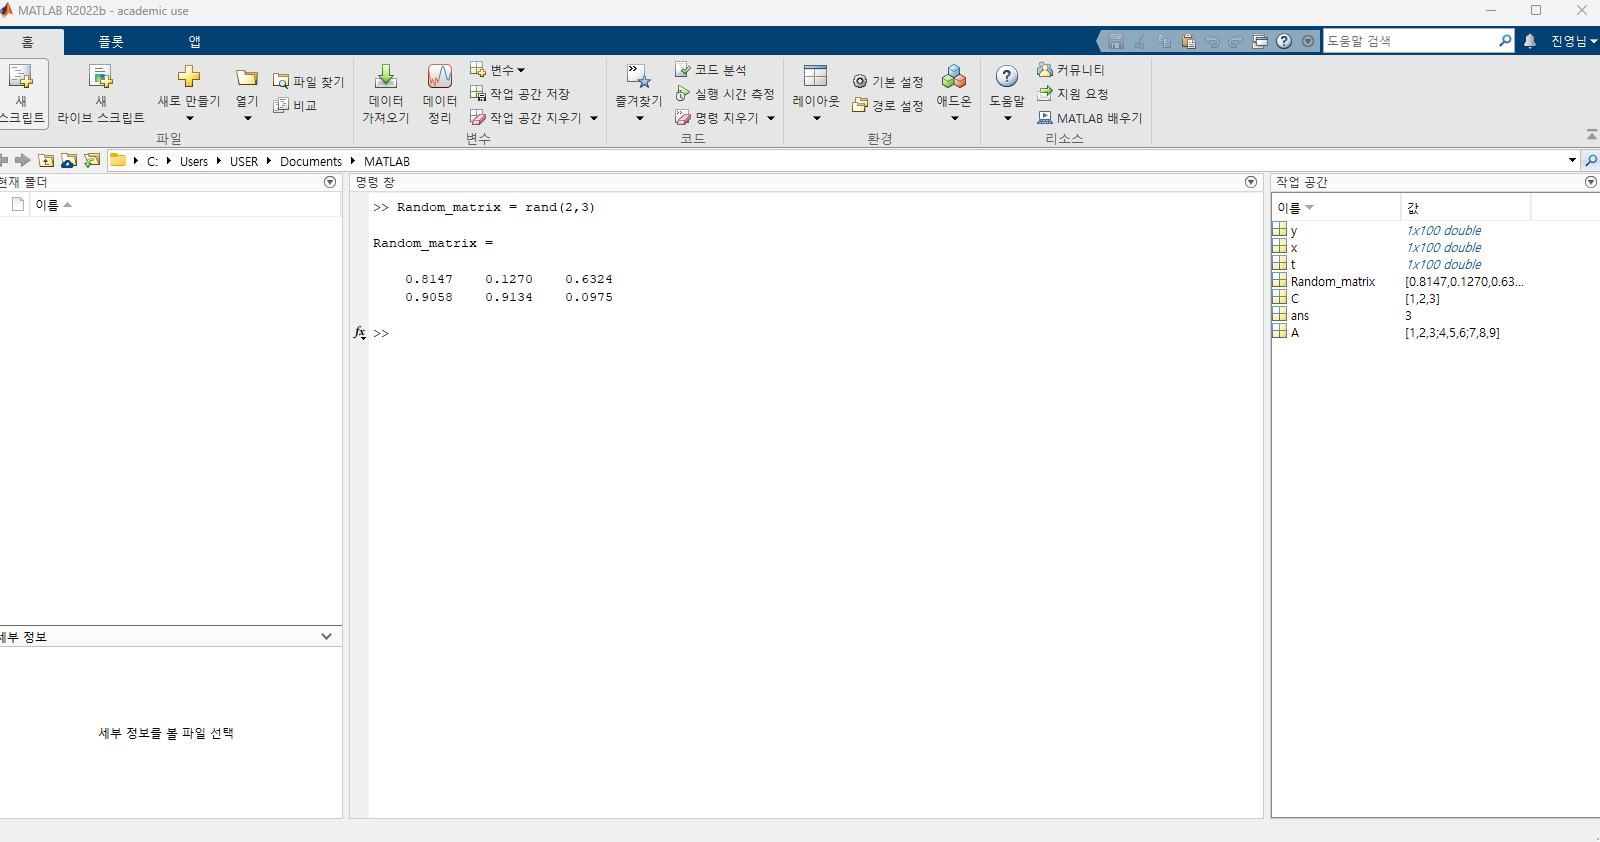 MATLAB R2022b - academic use
홈 플롯 앱
도움말 검색
진영님
새
스크립트
새
라이브 스크립트
새로 만들기
열기
파일 찾기
비교
파일
데이터
가져오기
데이터
정리
변수
작업 공간 저장
작업 공간 지우기
변수
즐겨찾기
코드 분석
실행 시간 측정
명령 지우기
코드
레이아웃
기본 설정
경로 설정
애드온
환경
도움말
커뮤니티
지원 요청
MATLAB 배우기
리소스
C: Users USER Documents MATLAB
현재 폴더
이름
세부 정보
세부 정보를 볼 파일 선택
명령 창
>> Random_matrix = rand(2,3)
Random_matrix =
0.8147 0.1270 0.6324
0.9058 0.9134 0.0975
fx >>
작업 공간
이름 값
y 1x100 double
x 1x100 double
t 1x100 double
Random_matrix [0.8147,0.1270,0.63...
C [1,2,3]
ans 3
A [1,2,3;4,5,6;7,8,9]